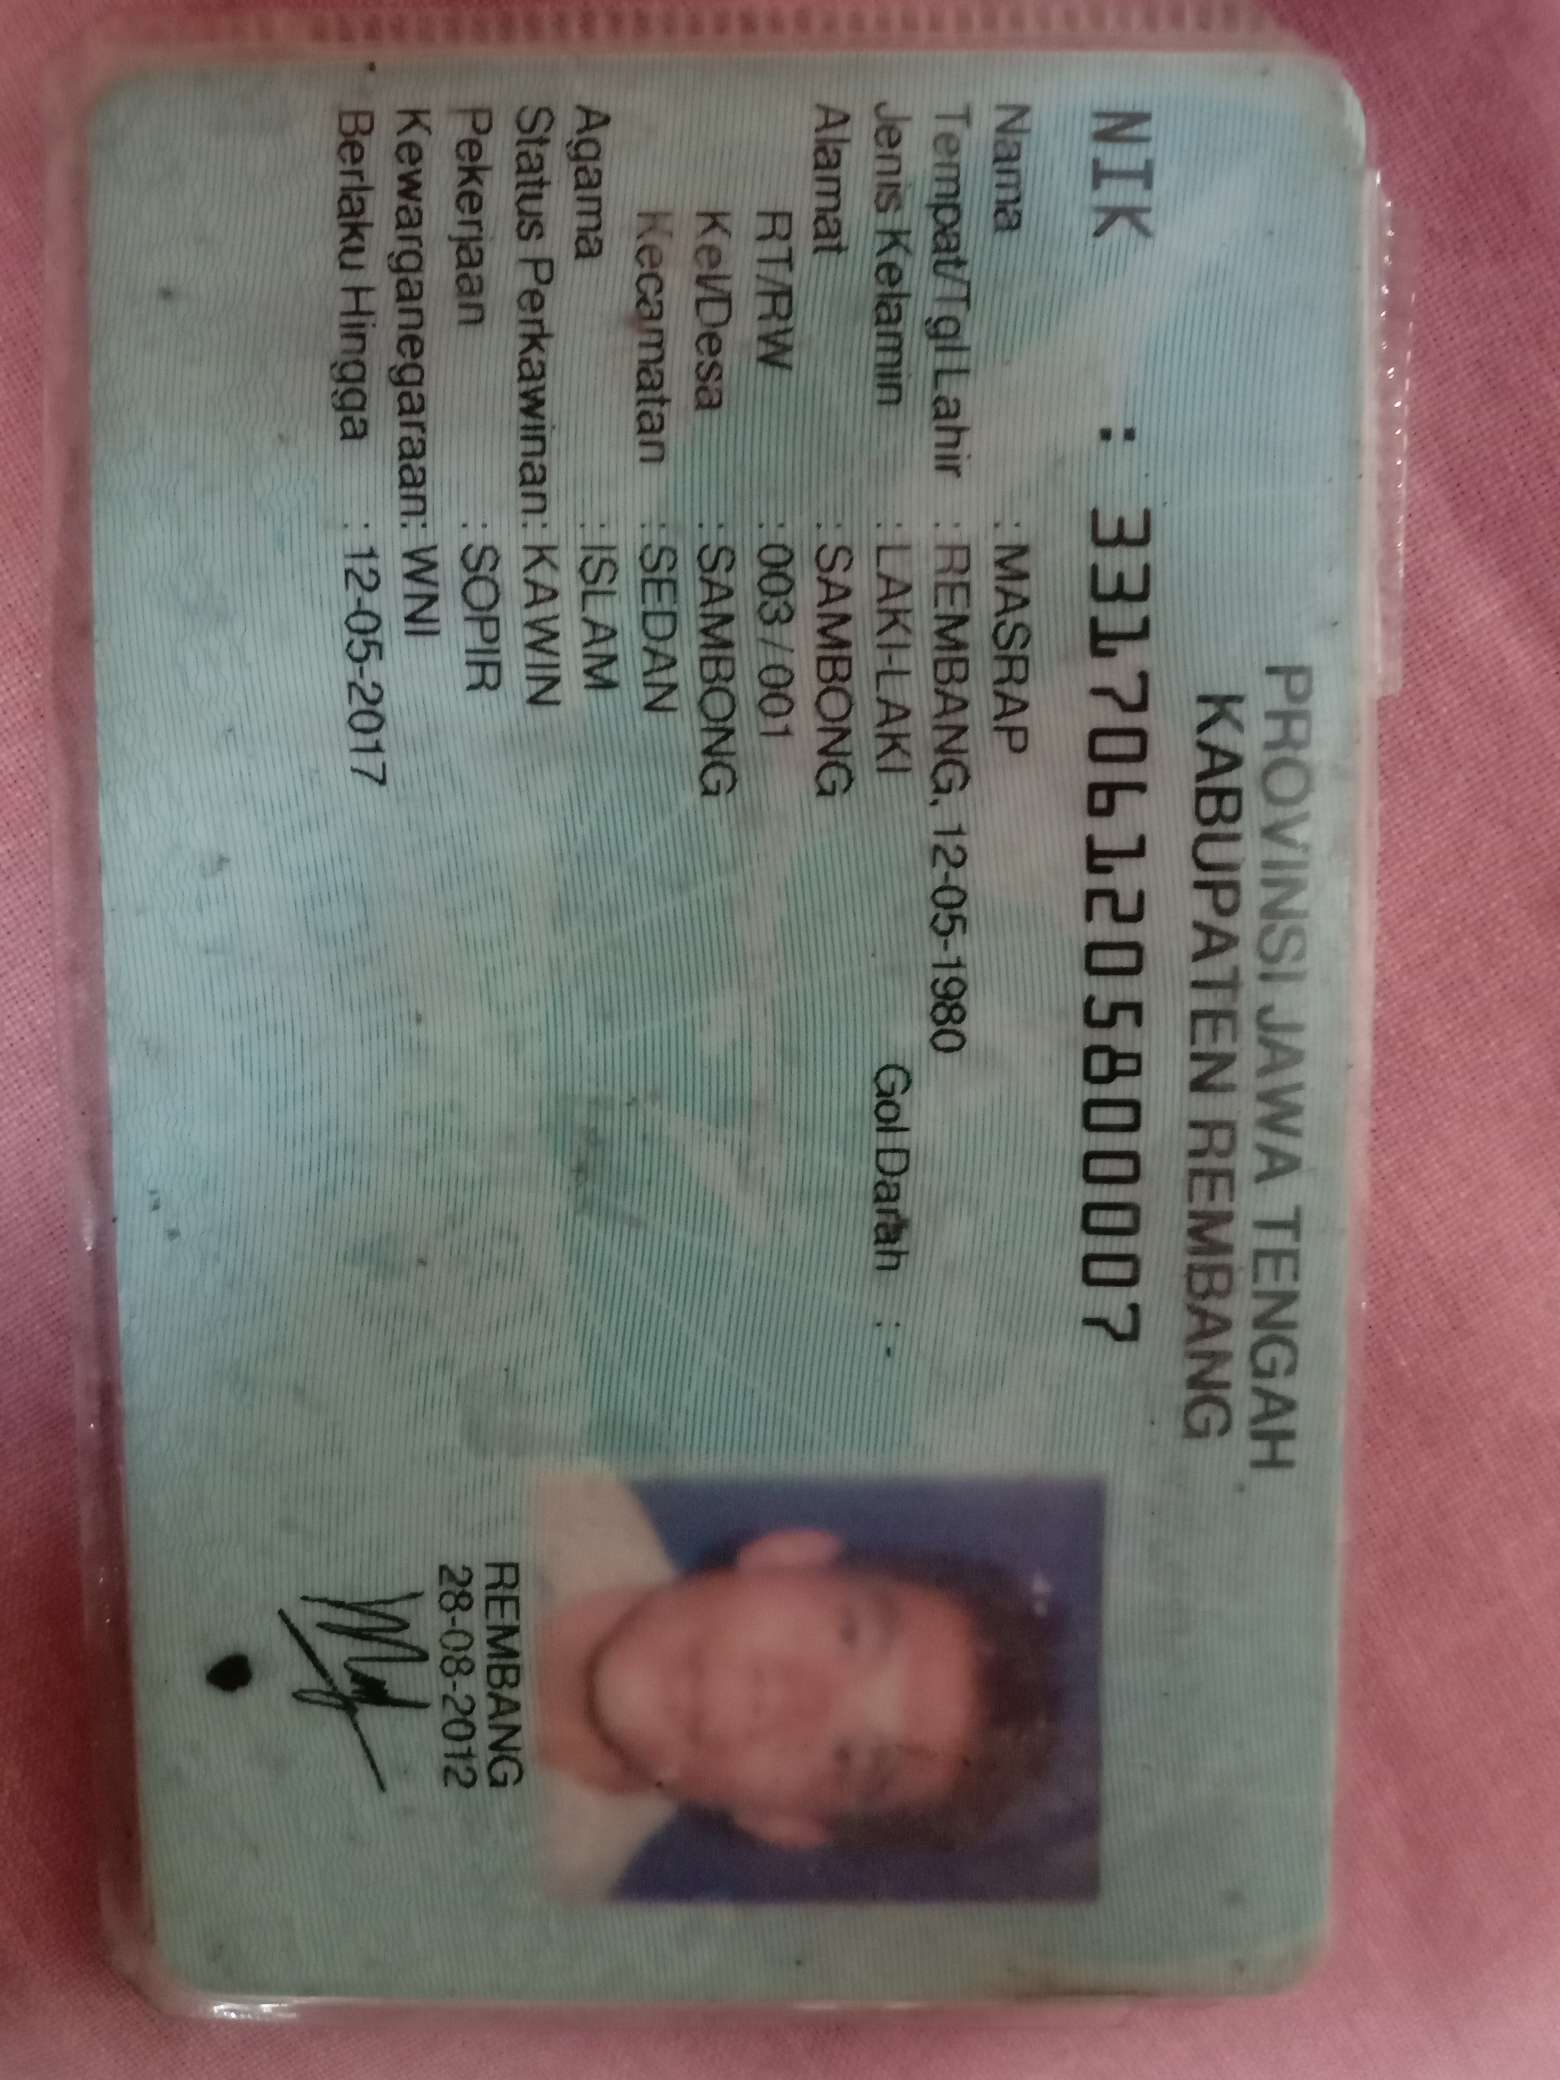 PROVINSI JAWA TENGAH
KABUPATEN REMBANG
NIK : 3317061205800007
Nama : MASRAP
Tempat/Tgl Lahir : REMBANG, 12-05-1980
Jenis Kelamin : LAKI-LAKI Gol Darah : -
Alamat : SAMBONG
RT/RW : 003 / 001
Kel/Desa : SAMBONG
Kecamatan : SEDAN
Agama : ISLAM
Status Perkawinan: KAWIN
Pekerjaan : SOPIR
Kewarganegaraan: WNI
Berlaku Hingga : 12-05-2017
REMBANG
28-08-2012